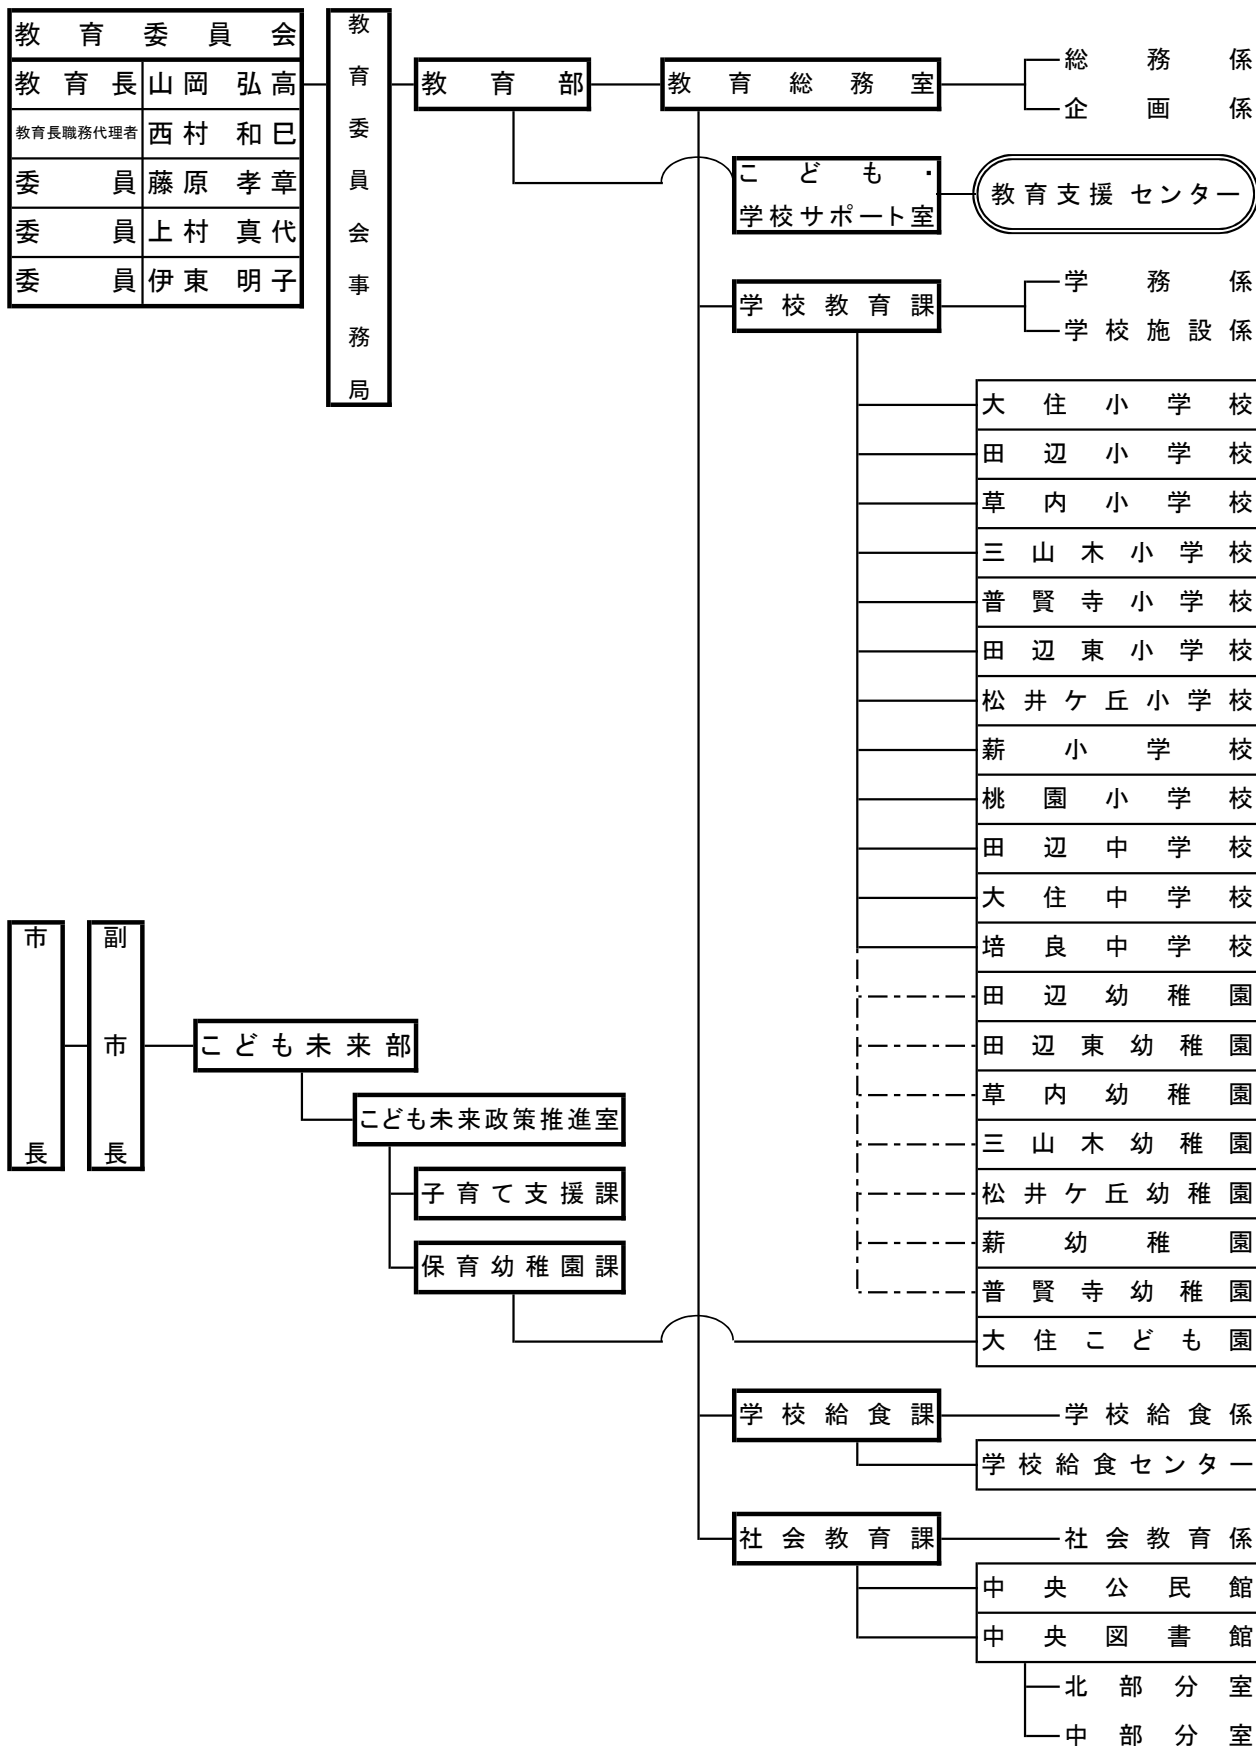 教育委員会
教育長 山岡 弘高
教育長職務代理者 西村 和巳
委員 藤原 孝章
委員 上村 真代
委員 伊東 明子
教育委員会事務局
教育部
教育総務室
総務係
企画係
こども・
学校サポート室
教育支援センター
学校教育課
学務係
学校施設係
大住小学校
田辺小学校
草内小学校
三山木小学校
普賢寺小学校
田辺東小学校
松井ケ丘小学校
薪小学校
桃園小学校
田辺中学校
大住中学校
培良中学校
田辺幼稚園
田辺東幼稚園
草内幼稚園
三山木幼稚園
松井ケ丘幼稚園
薪幼稚園
普賢寺幼稚園
大住こども園
市長
副市長
こども未来部
こども未来政策推進室
子育て支援課
保育幼稚園課
学校給食課
学校給食係
学校給食センター
社会教育課
社会教育係
中央公民館
中央図書館
北部分室
中部分室